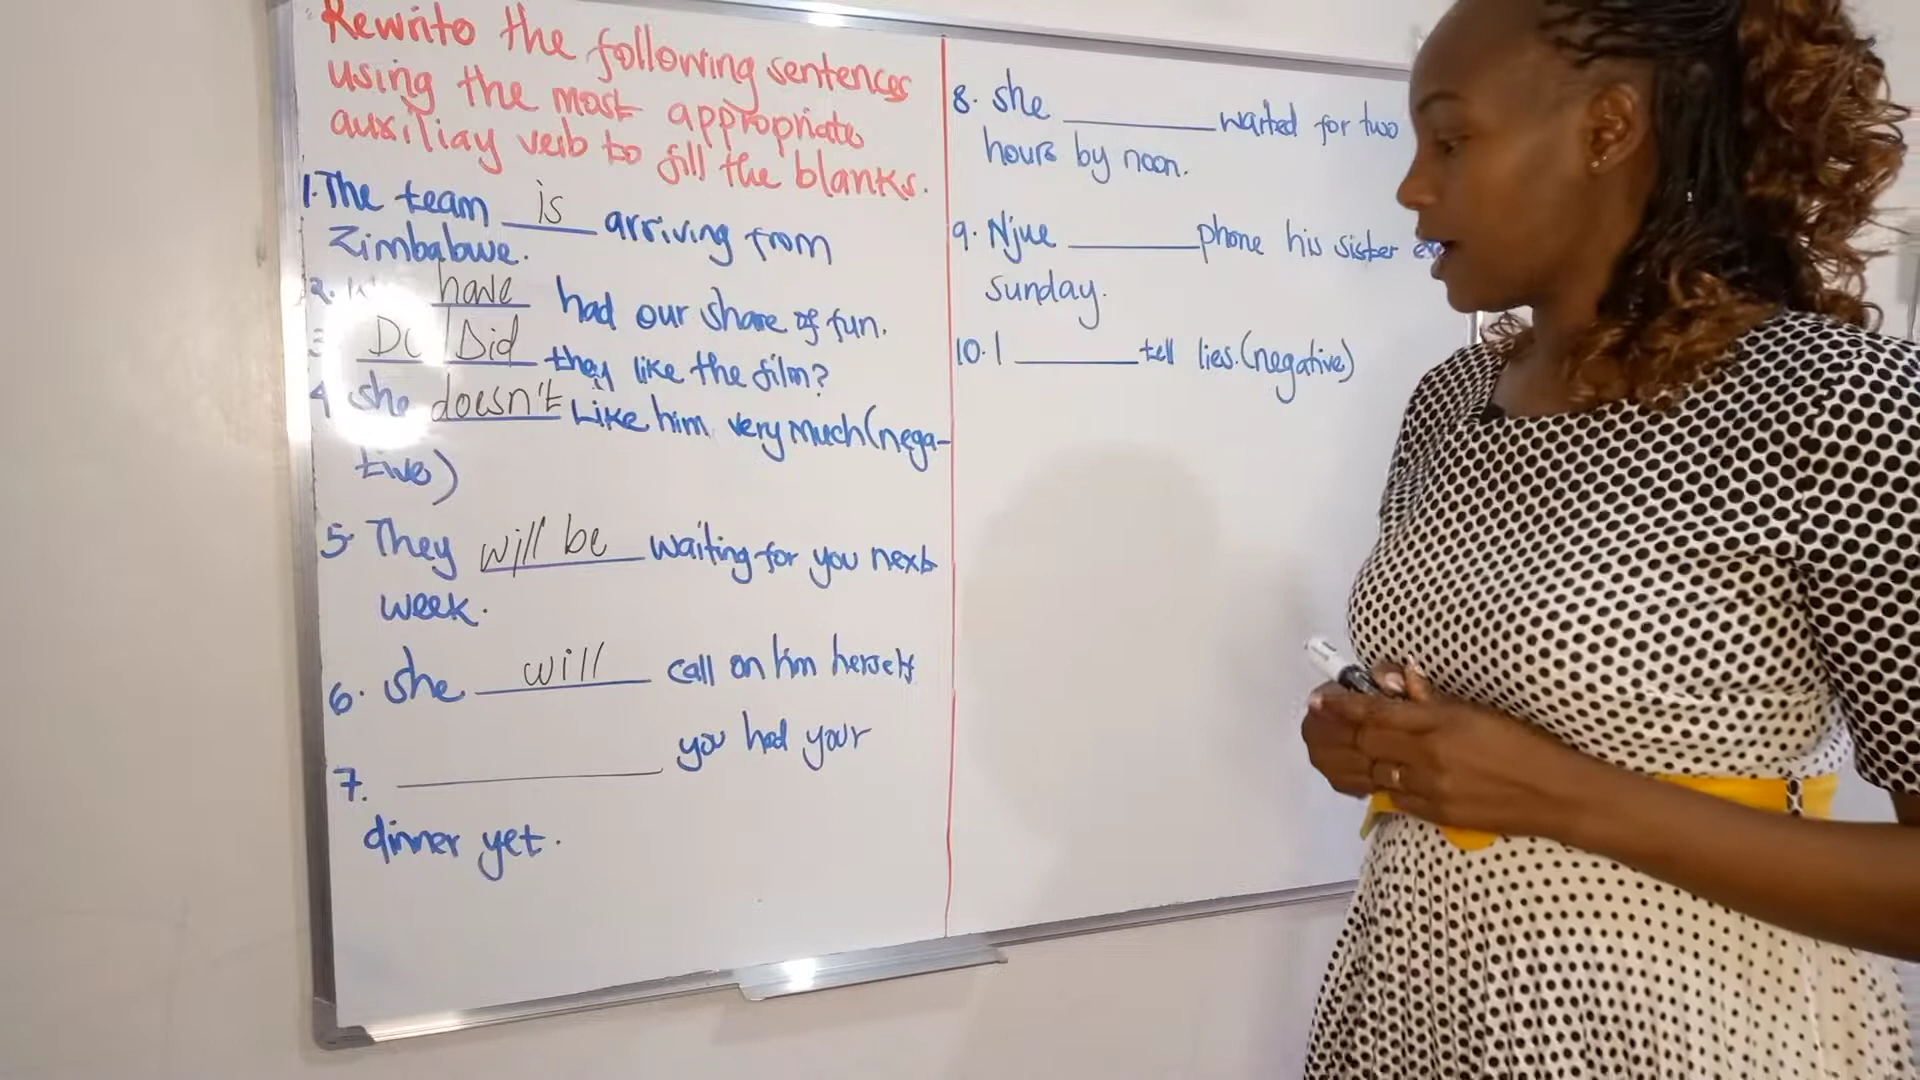 Rewrite the following sentences
using the most appropriate
auxiliay verb to fill the blanks.
1. The team is arriving from
Zimbabwe.
2. have had our share of fun.
3 Do/Did they like the film?
4 she doesn't Like him very much (nega-
tive)
5. They will be waiting for you next
week.
6. she will call on him herself
7. you had your
dinner yet.
8. she waited for two
hours by noon.
9. Njue phone his sister
sunday.
10. I tell lies. (negative)